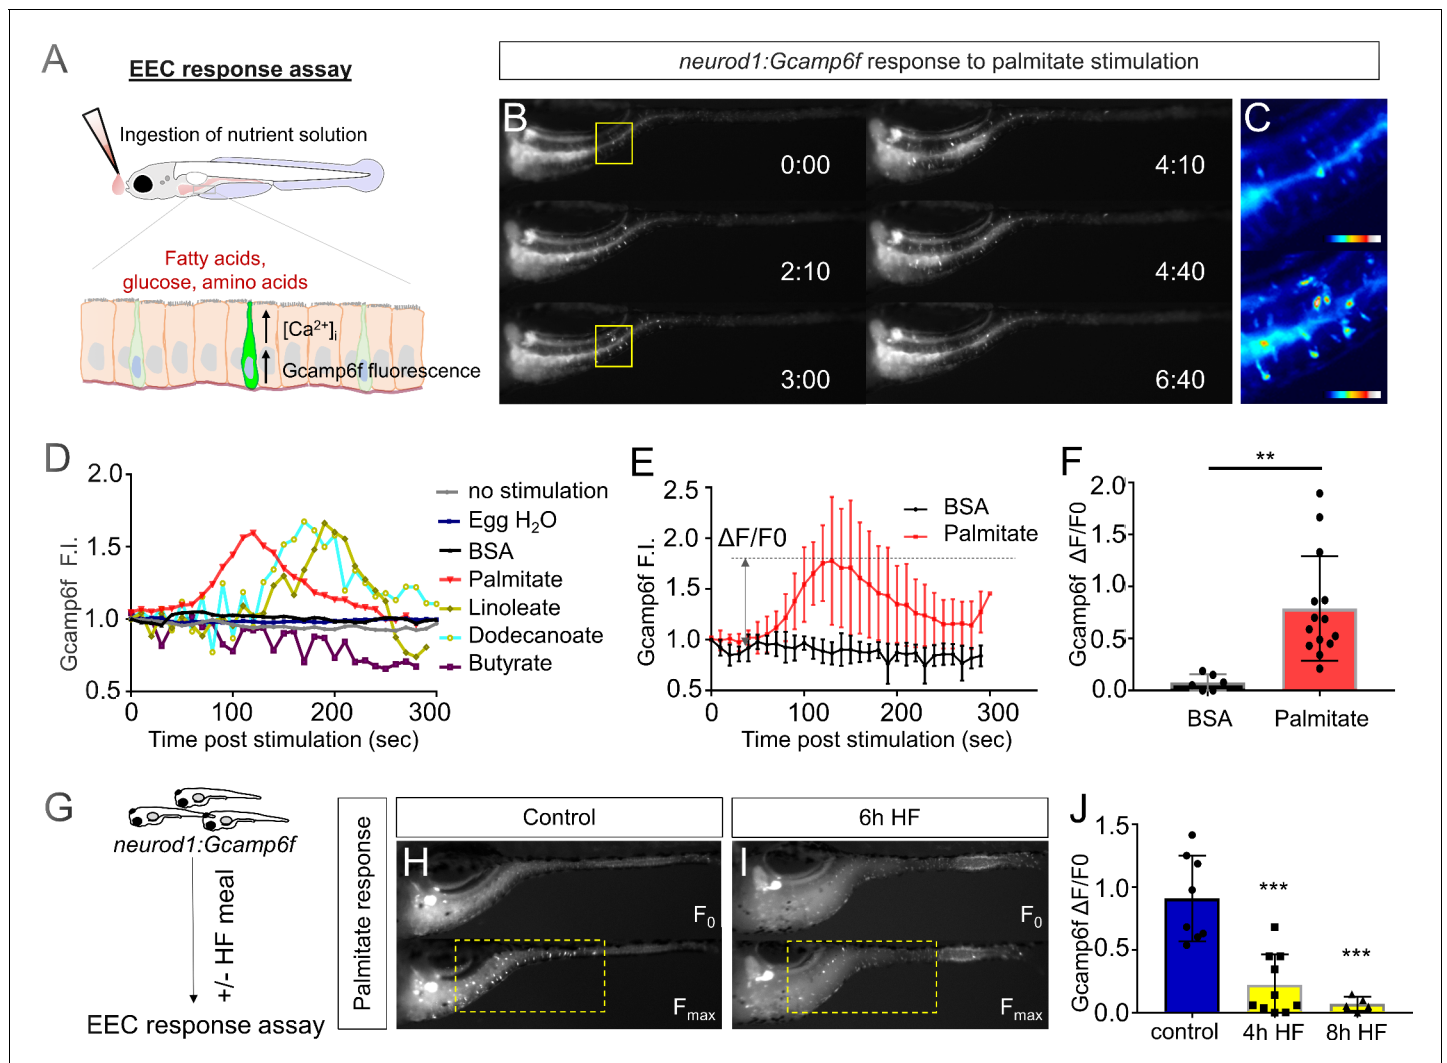 A
EEC response assay
Ingestion of nutrient solution
Fatty acids,
glucose, amino acids
[Ca2+]i
Gcamp6f fluorescence
neurod1:Gcamp6f response to palmitate stimulation
B
0:00
4:10
2:10
4:40
3:00
6:40
C
D
Gcamp6f F.I.
2.0
1.5
1.0
0.5
0
100
200
300
Time post stimulation (sec)
no stimulation
Egg H2O
BSA
Palmitate
Linoleate
Dodecanoate
Butyrate
E
Gcamp6f F.I.
2.5
2.0
1.5
1.0
0.5
0
100
200
300
Time post stimulation (sec)
ΔF/F0
BSA
Palmitate
F
Gcamp6f ΔF/F0
2.0
1.5
1.0
0.5
0.0
**
BSA
Palmitate
G
neurod1:Gcamp6f
+/- HF meal
EEC response assay
Palmitate response
Control
6h HF
H
F0
Fmax
I
F0
Fmax
J
Gcamp6f ΔF/F0
1.5
1.0
0.5
0.0
***
***
control
4h HF
8h HF